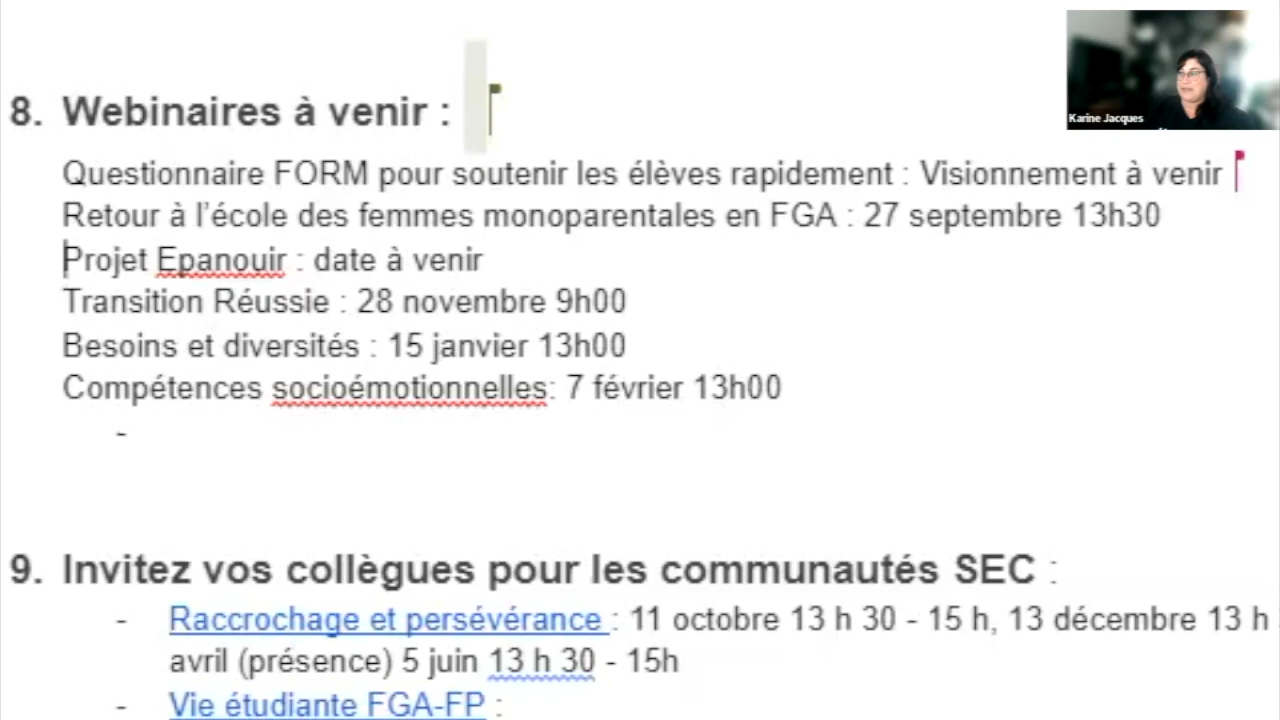 8. Webinaires à venir :
Questionnaire FORM pour soutenir les élèves rapidement : Visionnement à venir
Retour à l'école des femmes monoparentales en FGA : 27 septembre 13h30
Projet Epanouir : date à venir
Transition Réussie : 28 novembre 9h00
Besoins et diversités : 15 janvier 13h00
Compétences socioémotionnelles: 7 février 13h00
-
9. Invitez vos collègues pour les communautés SEC :
- Raccrochage et persévérance : 11 octobre 13 h 30 - 15 h, 13 décembre 13 h
avril (présence) 5 juin 13 h 30 - 15h
- Vie étudiante FGA-FP :
Karine Jacques